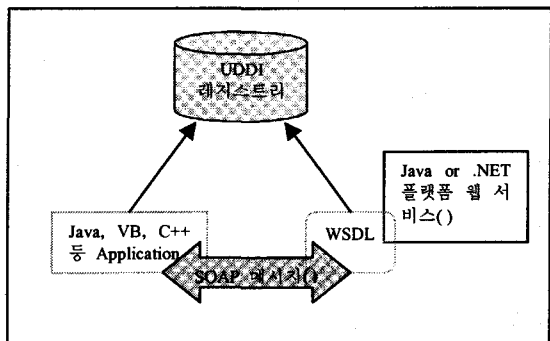 UDDI
레지스트리
Java or .NET
플랫폼 웹 서
비스()
Java, VB, C++
등 Application
WSDL
SOAP 메시지()